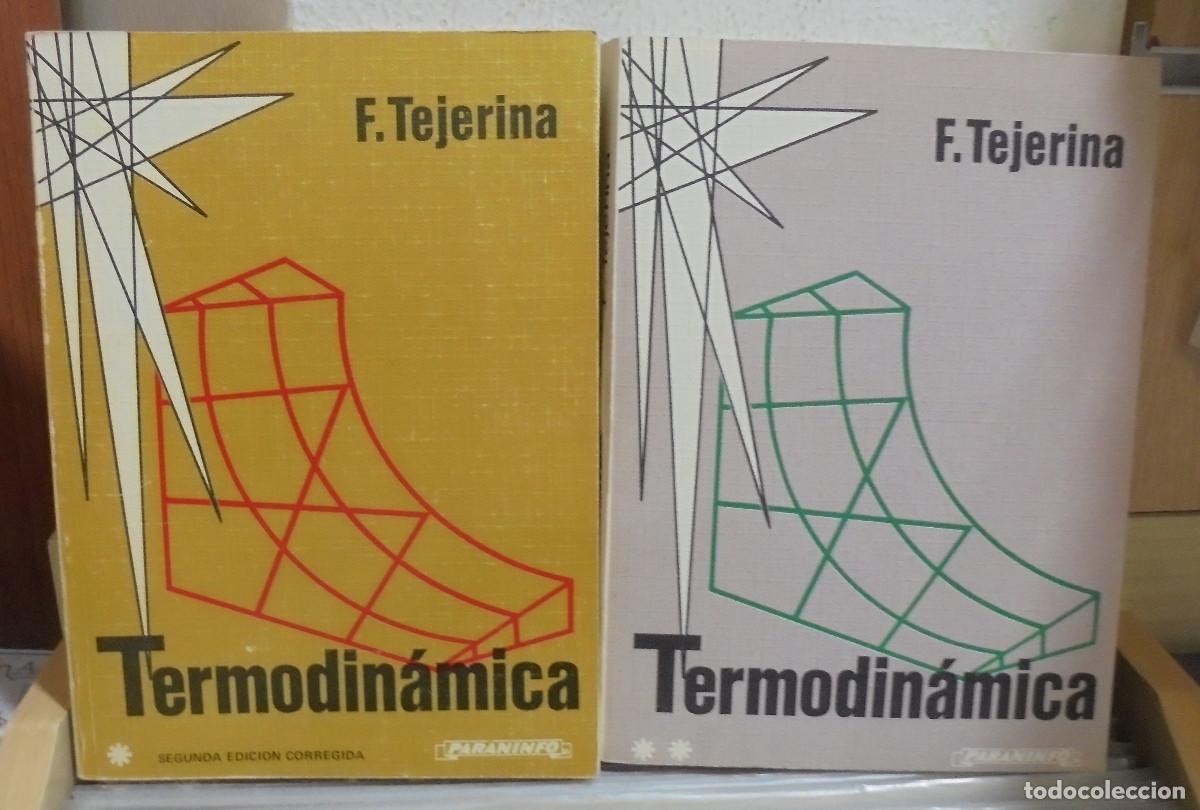 F. Tejerina
Termodinámica
SEGUNDA EDICION CORREGIDA
PARANINFO
F. Tejerina
Termodinámica
PARANINFO
todocoleccion